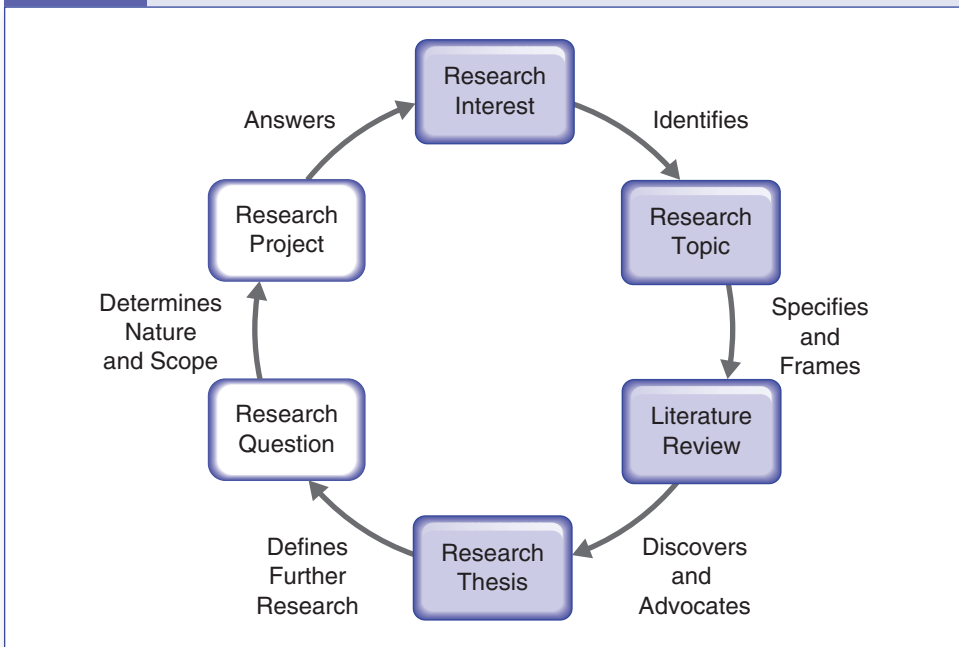 Research
Interest
Identifies
Research
Topic
Specifies
and
Frames
Literature
Review
Discovers
and
Advocates
Research
Thesis
Defines
Further
Research
Research
Question
Determines
Nature
and Scope
Research
Project
Answers